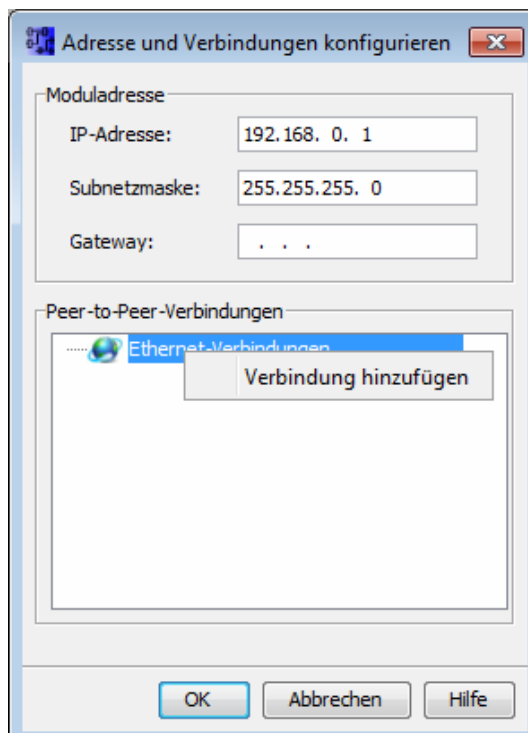 Adresse und Verbindungen konfigurieren
Moduladresse
IP-Adresse: 192.168. 0. 1
Subnetzmaske: 255.255.255. 0
Gateway: . . .
Peer-to-Peer-Verbindungen
Ethernet-Verbindungen
Verbindung hinzufügen
OK Abbrechen Hilfe